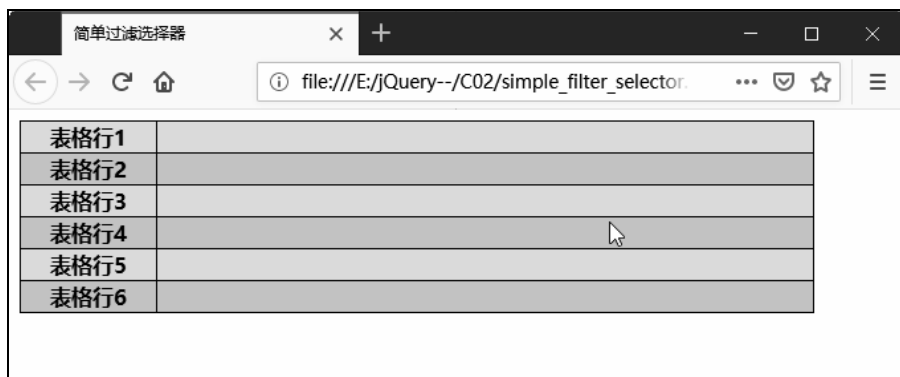 简单过滤选择器
file:///E:/jQuery--/C02/simple_filter_selector.
表格行1
表格行2
表格行3
表格行4
表格行5
表格行6